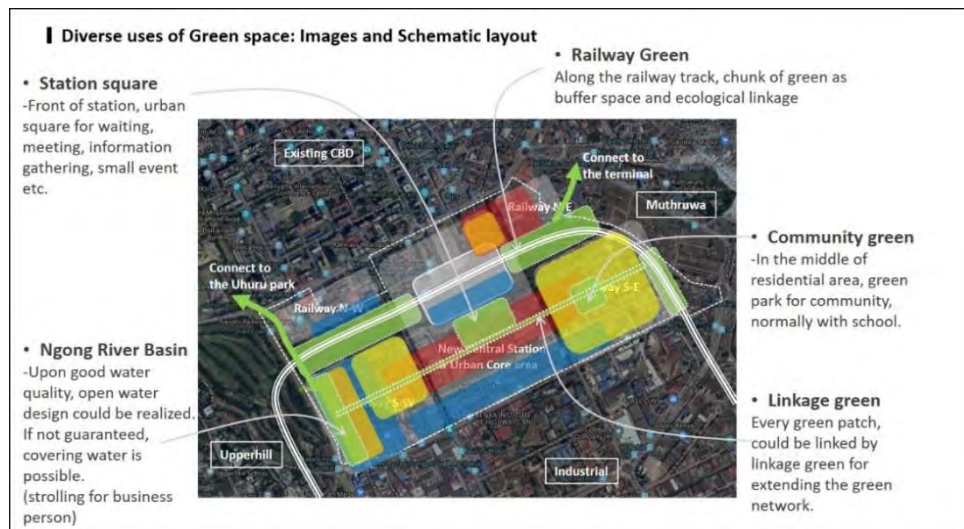 Diverse uses of Green space: Images and Schematic layout
• Station square
-Front of station, urban
square for waiting,
meeting, information
gathering, small event
etc.
• Railway Green
Along the railway track, chunk of green as
buffer space and ecological linkage
Existing CBD
Connect to
the terminal
Railway N-E
Muthruwa
• Community green
-In the middle of
residential area, green
park for community,
normally with school.
Connect to
the Uhuru park
Railway N-W
S-E
New Central Station
Urban Core area
S-W
• Ngong River Basin
-Upon good water
quality, open water
design could be realized.
If not guaranteed,
covering water is
possible.
(strolling for business
person)
Upperhill
Industrial
• Linkage green
Every green patch,
could be linked by
linkage green for
extending the green
network.